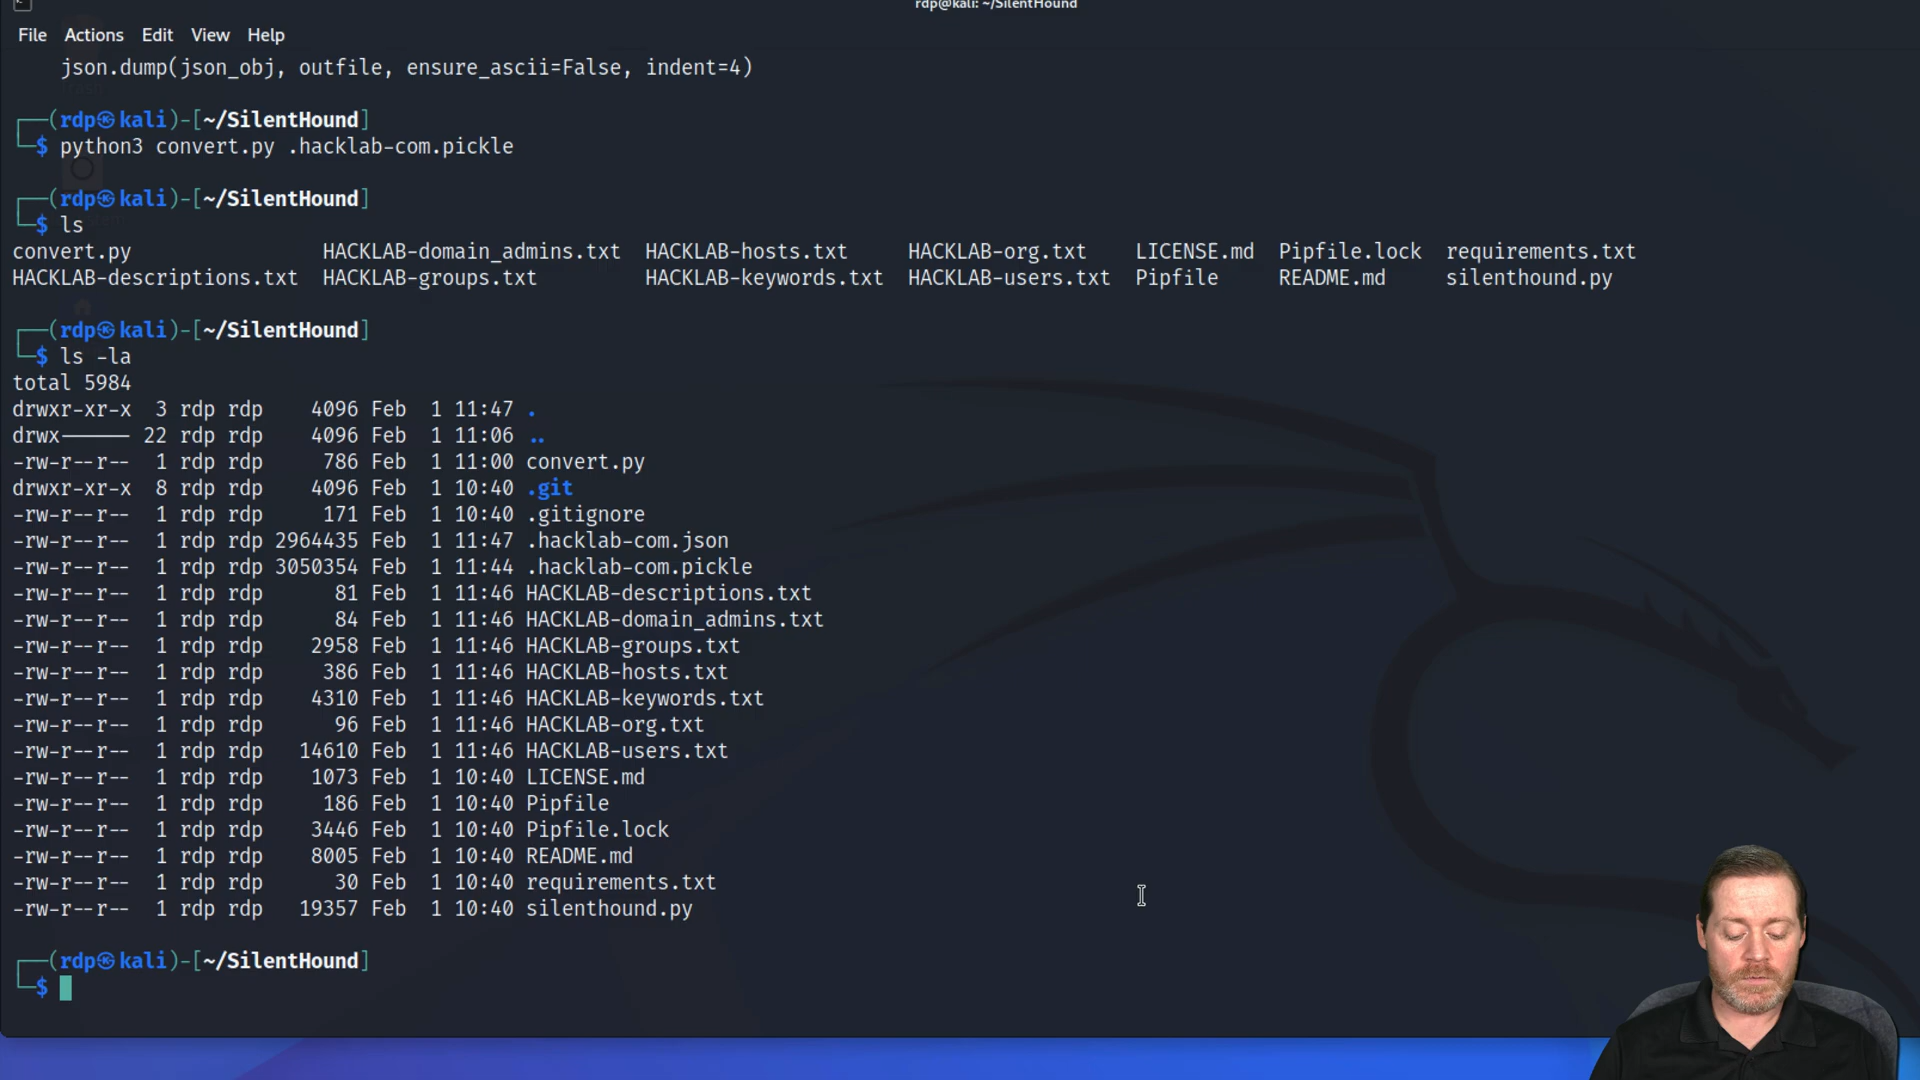 rdp@kali: ~/SilentHound
File Actions Edit View Help
json.dump(json_obj, outfile, ensure_ascii=False, indent=4)
┌──(rdp㉿kali)-[~/SilentHound]
└─$ python3 convert.py .hacklab-com.pickle
┌──(rdp㉿kali)-[~/SilentHound]
└─$ ls
convert.py HACKLAB-domain_admins.txt HACKLAB-hosts.txt HACKLAB-org.txt LICENSE.md Pipfile.lock requirements.txt
HACKLAB-descriptions.txt HACKLAB-groups.txt HACKLAB-keywords.txt HACKLAB-users.txt Pipfile README.md silenthound.py
┌──(rdp㉿kali)-[~/SilentHound]
└─$ ls -la
total 5984
drwxr-xr-x 3 rdp rdp 4096 Feb 1 11:47 .
drwx------ 22 rdp rdp 4096 Feb 1 11:06 ..
-rw-r--r-- 1 rdp rdp 786 Feb 1 11:00 convert.py
drwxr-xr-x 8 rdp rdp 4096 Feb 1 10:40 .git
-rw-r--r-- 1 rdp rdp 171 Feb 1 10:40 .gitignore
-rw-r--r-- 1 rdp rdp 2964435 Feb 1 11:47 .hacklab-com.json
-rw-r--r-- 1 rdp rdp 3050354 Feb 1 11:44 .hacklab-com.pickle
-rw-r--r-- 1 rdp rdp 81 Feb 1 11:46 HACKLAB-descriptions.txt
-rw-r--r-- 1 rdp rdp 84 Feb 1 11:46 HACKLAB-domain_admins.txt
-rw-r--r-- 1 rdp rdp 2958 Feb 1 11:46 HACKLAB-groups.txt
-rw-r--r-- 1 rdp rdp 386 Feb 1 11:46 HACKLAB-hosts.txt
-rw-r--r-- 1 rdp rdp 4310 Feb 1 11:46 HACKLAB-keywords.txt
-rw-r--r-- 1 rdp rdp 96 Feb 1 11:46 HACKLAB-org.txt
-rw-r--r-- 1 rdp rdp 14610 Feb 1 11:46 HACKLAB-users.txt
-rw-r--r-- 1 rdp rdp 1073 Feb 1 10:40 LICENSE.md
-rw-r--r-- 1 rdp rdp 186 Feb 1 10:40 Pipfile
-rw-r--r-- 1 rdp rdp 3446 Feb 1 10:40 Pipfile.lock
-rw-r--r-- 1 rdp rdp 8005 Feb 1 10:40 README.md
-rw-r--r-- 1 rdp rdp 30 Feb 1 10:40 requirements.txt
-rw-r--r-- 1 rdp rdp 19357 Feb 1 10:40 silenthound.py
┌──(rdp㉿kali)-[~/SilentHound]
└─$